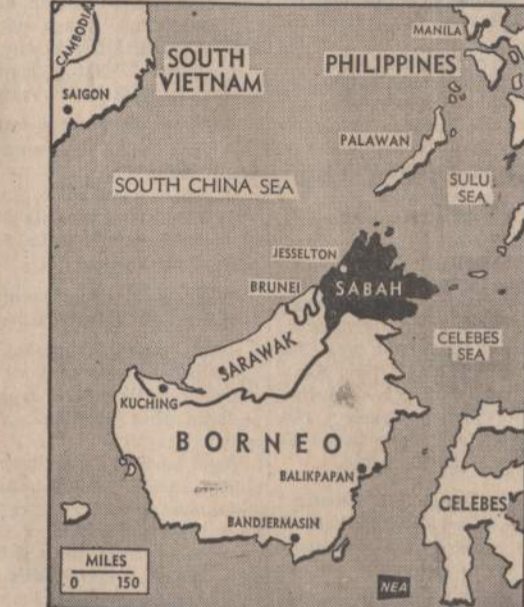 MANILA
CAMBODIA
SOUTH
VIETNAM
PHILIPPINES
SAIGON
PALAWAN
SOUTH CHINA SEA
SULU
SEA
JESSELTON
BRUNEI
SABAH
SARAWAK
CELEBES
SEA
KUCHING
BORNEO
BALIKPAPAN
CELEBES
BANDJERMASIN
MILES
0 150
NEA